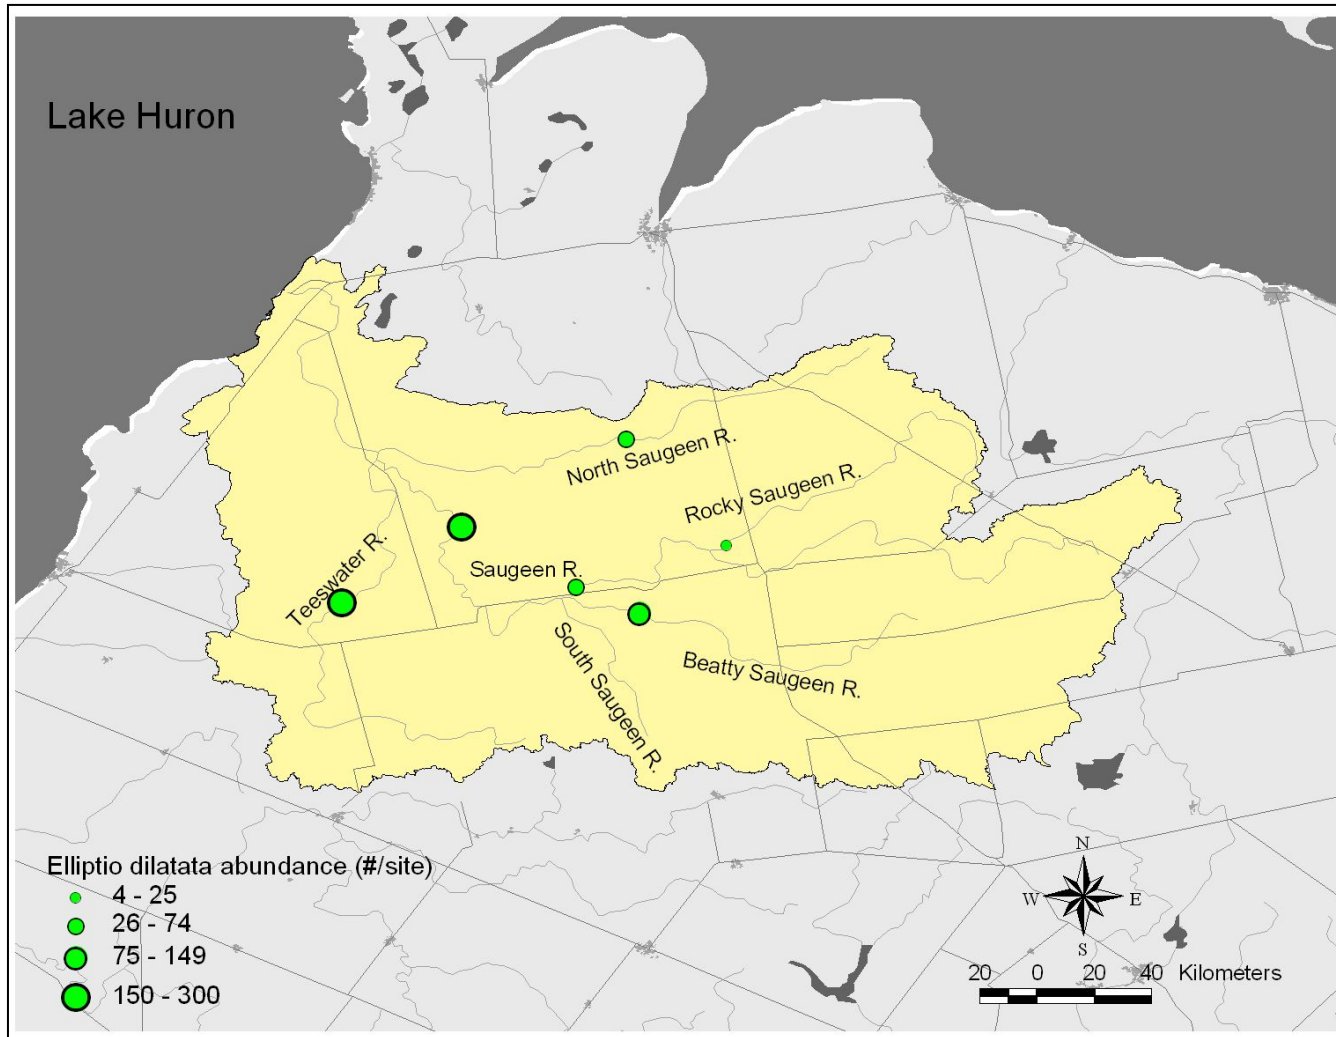 Lake Huron
North Saugeen R.
Rocky Saugeen R.
Saugeen R.
Teeswater R.
South Saugeen R.
Beatty Saugeen R.
Elliptio dilatata abundance (#/site)
4 - 25
26 - 74
75 - 149
150 - 300
N
W E
S
20 0 20 40 Kilometers